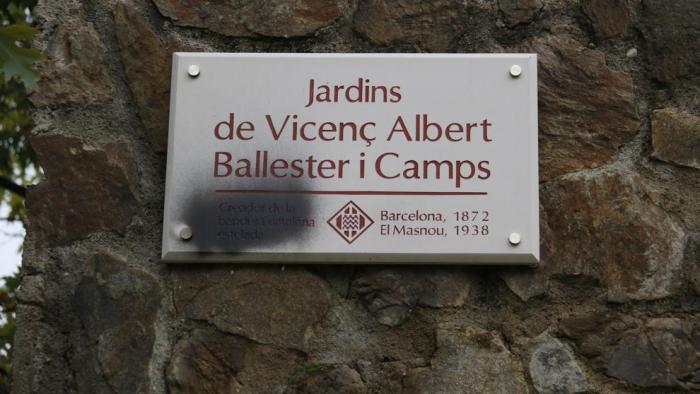 Jardins
de Vicenç Albert
Ballester i Camps
Creador de la
bandera catalana
estelada
Barcelona, 1872
El Masnou, 1938